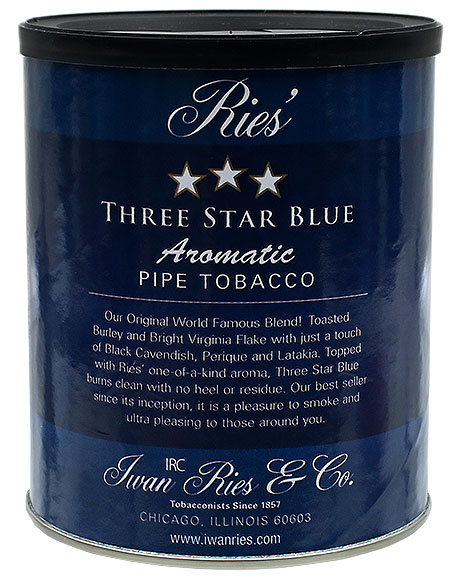 Ries'
THREE STAR BLUE
Aromatic
PIPE TOBACCO
Our Original World Famous Blend! Toasted
Burley and Bright Virginia Flake with just a touch
of Black Cavendish, Perique and Latakia. Topped
with Ries' one-of-a-kind aroma, Three Star Blue
burns clean with no heel or residue. Our best seller
since its inception, it is a pleasure to smoke and
ultra pleasing to those around you.
IRC
Iwan Ries & Co.
Tobacconists Since 1857
CHICAGO, ILLINOIS 60603
www.iwanries.com